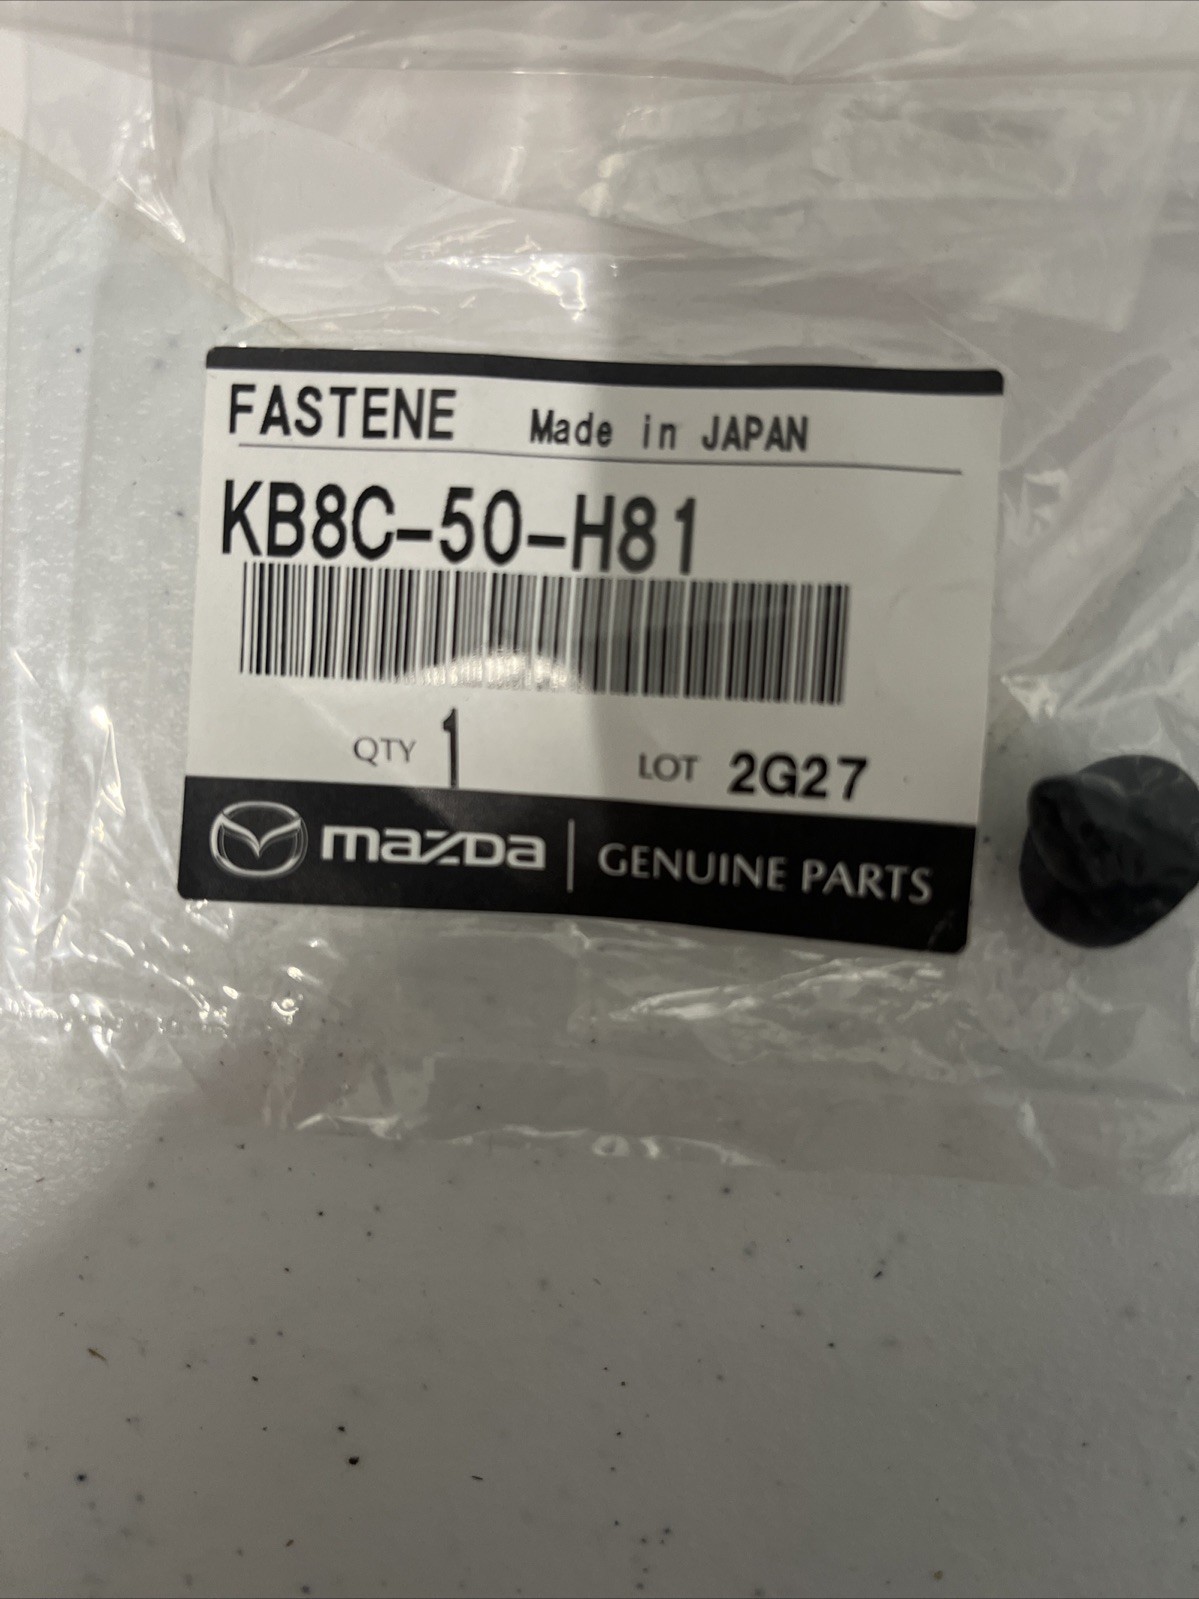 FASTENE Made in JAPAN
KB8C-50-H81
QTY 1 LOT 2G27
mazda | GENUINE PARTS